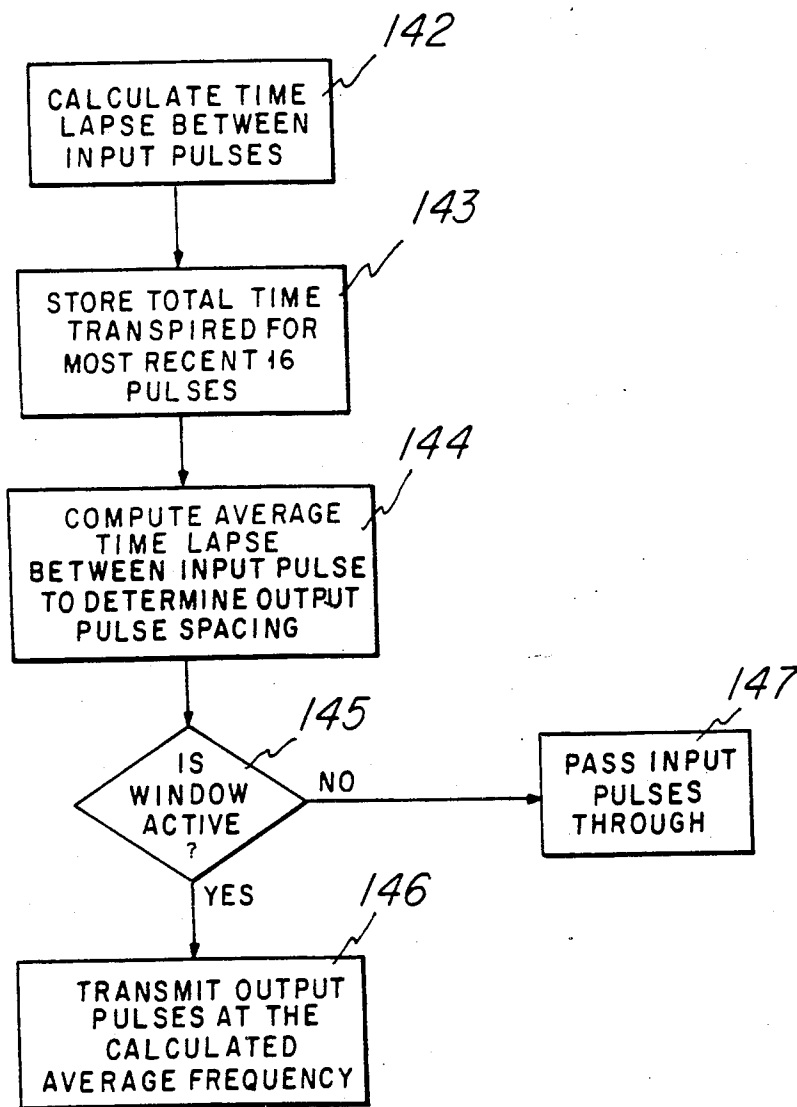 142
CALCULATE TIME
LAPSE BETWEEN
INPUT PULSES
143
STORE TOTAL TIME
TRANSPIRED FOR
MOST RECENT 16
PULSES
144
COMPUTE AVERAGE
TIME LAPSE
BETWEEN INPUT PULSE
TO DETERMINE OUTPUT
PULSE SPACING
145
IS
WINDOW
ACTIVE
?
NO
147
PASS INPUT
PULSES
THROUGH
YES
146
TRANSMIT OUTPUT
PULSES AT THE
CALCULATED
AVERAGE FREQUENCY